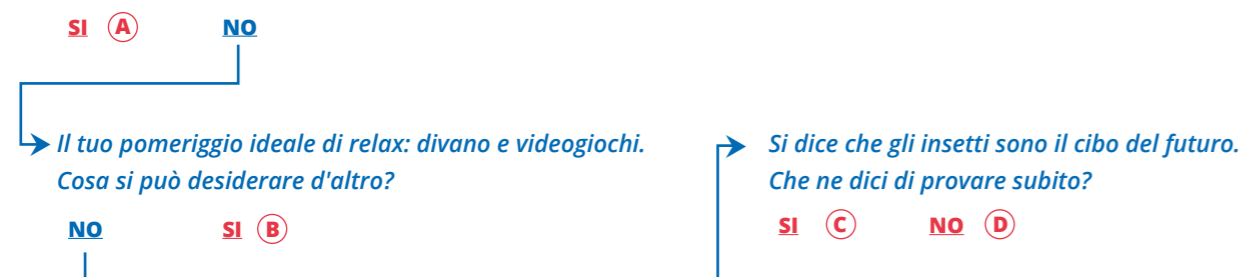 SI A NO
Il tuo pomeriggio ideale di relax: divano e videogiochi.
Cosa si può desiderare d'altro?
NO SI B
Si dice che gli insetti sono il cibo del futuro.
Che ne dici di provare subito?
SI C NO D